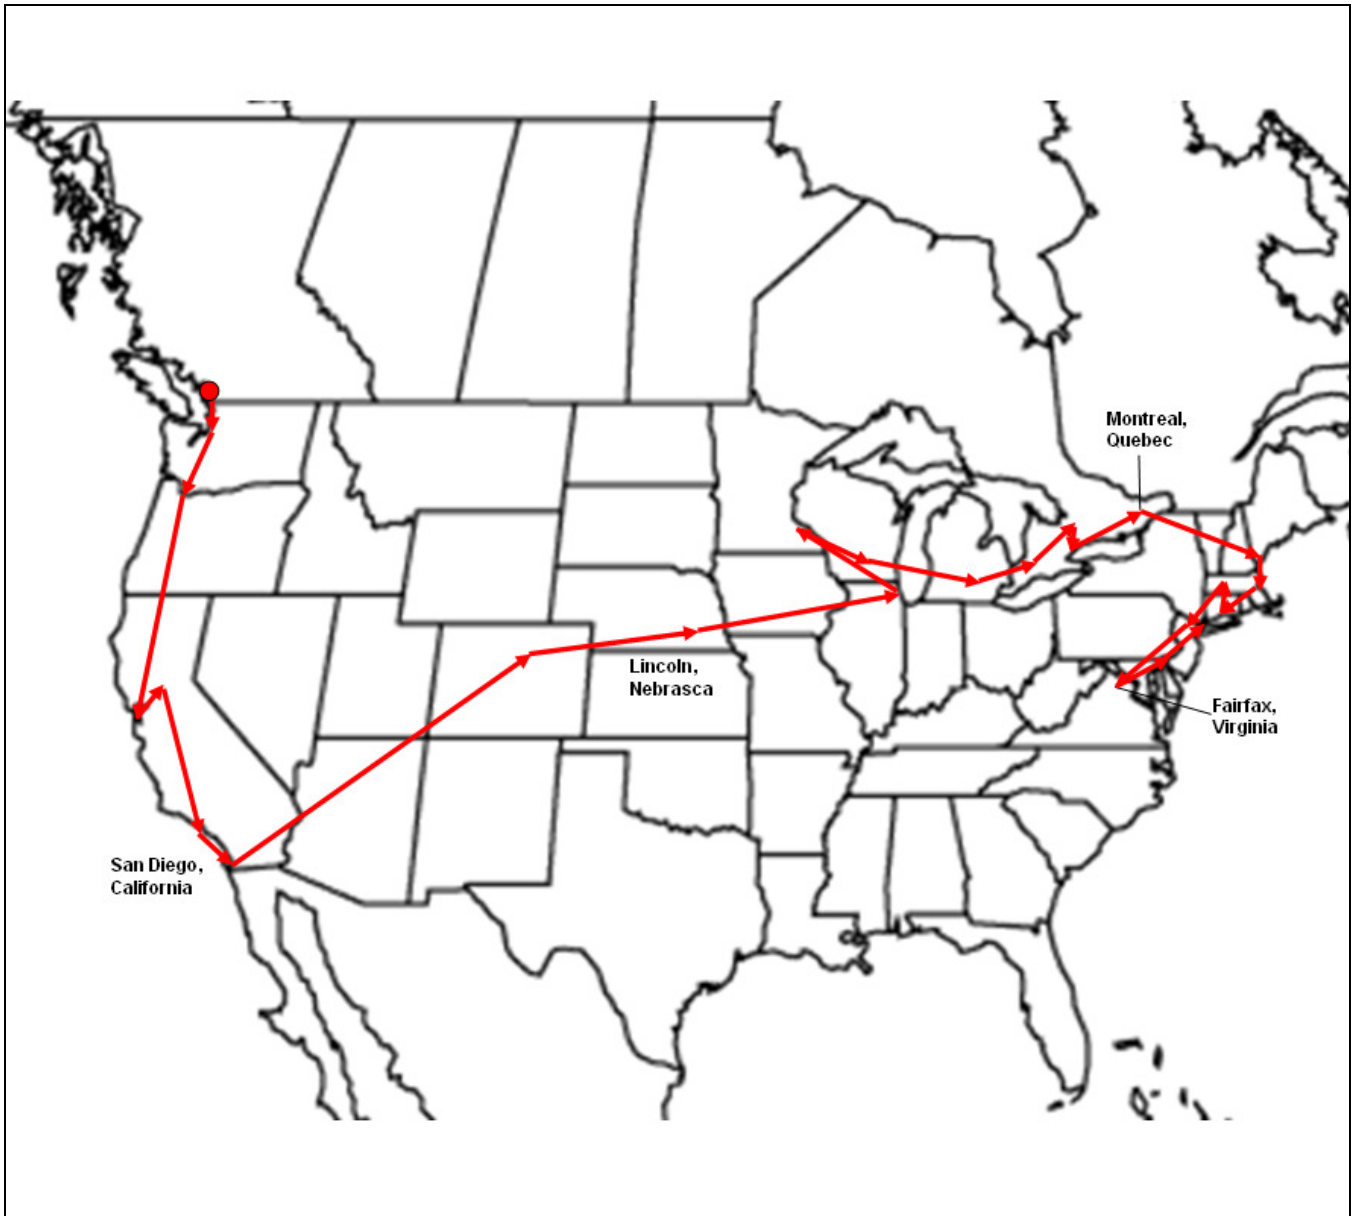 Montreal,
Quebec
Lincoln,
Nebrasca
Fairfax,
Virginia
San Diego,
California